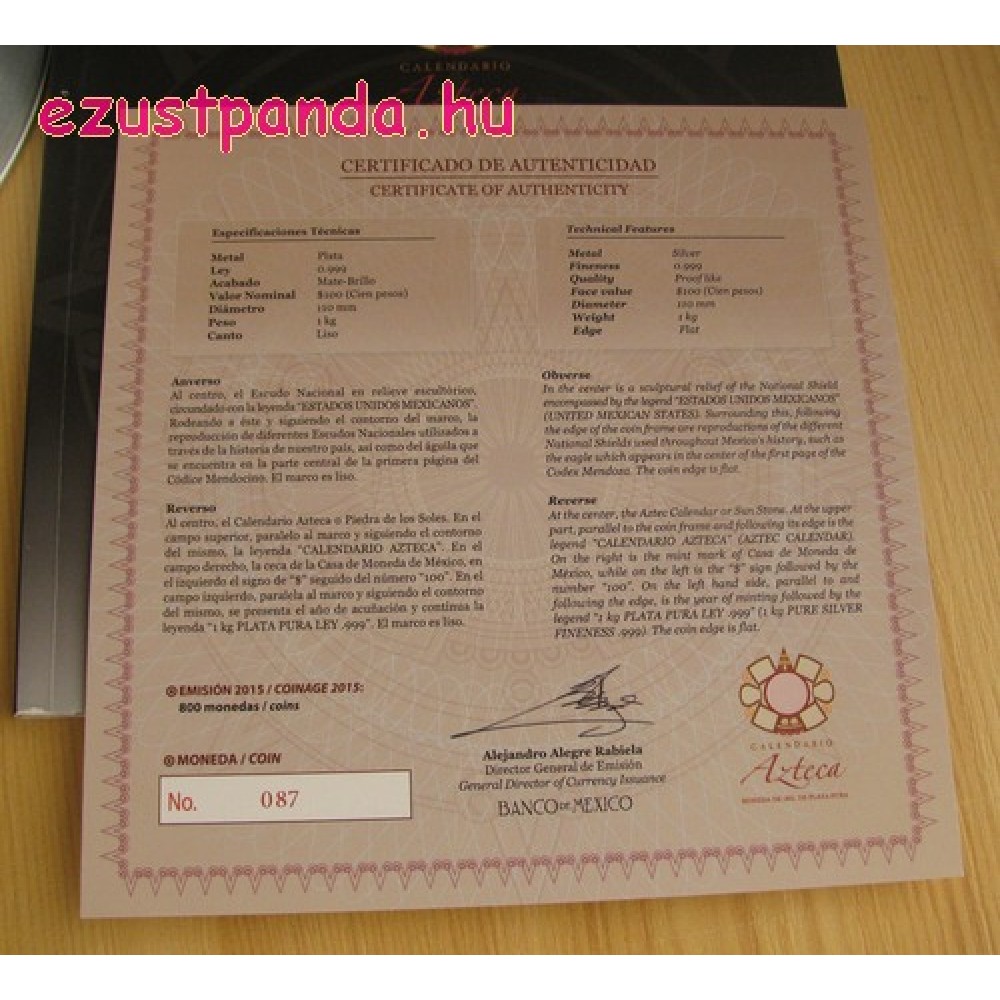 CALENDARIO
Azteca
ezustpanda.hu
CERTIFICADO DE AUTENTICIDAD
CERTIFICATE OF AUTHENTICITY
Especificaciones Técnicas
Metal Plata
Ley 0.999
Acabado Mate-Brillo
Valor Nominal $100 (Cien pesos)
Diámetro 110 mm
Peso 1 kg
Canto Liso
Technical Features
Metal Silver
Fineness 0.999
Quality Proof like
Face value $100 (Cien pesos)
Diameter 110 mm
Weight 1 kg
Edge Flat
Anverso
Al centro, el Escudo Nacional en relieve escultórico,
circundado con la leyenda "ESTADOS UNIDOS MEXICANOS".
Rodeando a éste y siguiendo el contorno del marco, la
reproducción de diferentes Escudos Nacionales utilizados a
través de la historia de nuestro país, así como del águila que
se encuentra en la parte central de la primera página del
Códice Mendocino. El marco es liso.
Reverso
Al centro, el Calendario Azteca o Piedra de los Soles. En el
campo superior, paralelo al marco y siguiendo el contorno
del mismo, la leyenda "CALENDARIO AZTECA". En el
campo derecho, la ceca de la Casa de Moneda de México, en
el izquierdo el signo de "$" seguido del número "100". En el
campo izquierdo, paralela al marco y siguiendo el contorno
del mismo, se presenta el año de acuñación y continúa la
leyenda "1 kg PLATA PURA LEY .999". El marco es liso.
Obverse
In the center is a sculptural relief of the National Shield
encompassed by the legend "ESTADOS UNIDOS MEXICANOS"
(UNITED MEXICAN STATES). Surrounding this, following
the edge of the coin frame are reproductions of the different
National Shields used throughout Mexico's history, such as
the eagle which appears in the center of the first page of the
Codex Mendoza. The coin edge is flat.
Reverse
At the center, the Aztec Calendar or Sun Stone. At the upper
part, parallel to the coin frame and following its edge is the
legend "CALENDARIO AZTECA" (AZTEC CALENDAR).
On the right is the mint mark of Casa de Moneda de
México, while on the left is the "$" sign followed by the
number "100". On the left hand side, parallel to and
following the edge, is the year of minting followed by the
legend "1 kg PLATA PURA LEY .999" (1 kg PURE SILVER
FINENESS .999). The coin edge is flat.
EMISIÓN 2015 / COINAGE 2015:
800 monedas / coins
MONEDA / COIN
No. 087
Alejandro Alegre Rabiela
Director General de Emisión
General Director of Currency Issuance
BANCO DE MEXICO
CALENDARIO
Azteca
MONEDA DE 1KG. DE PLATA PURA